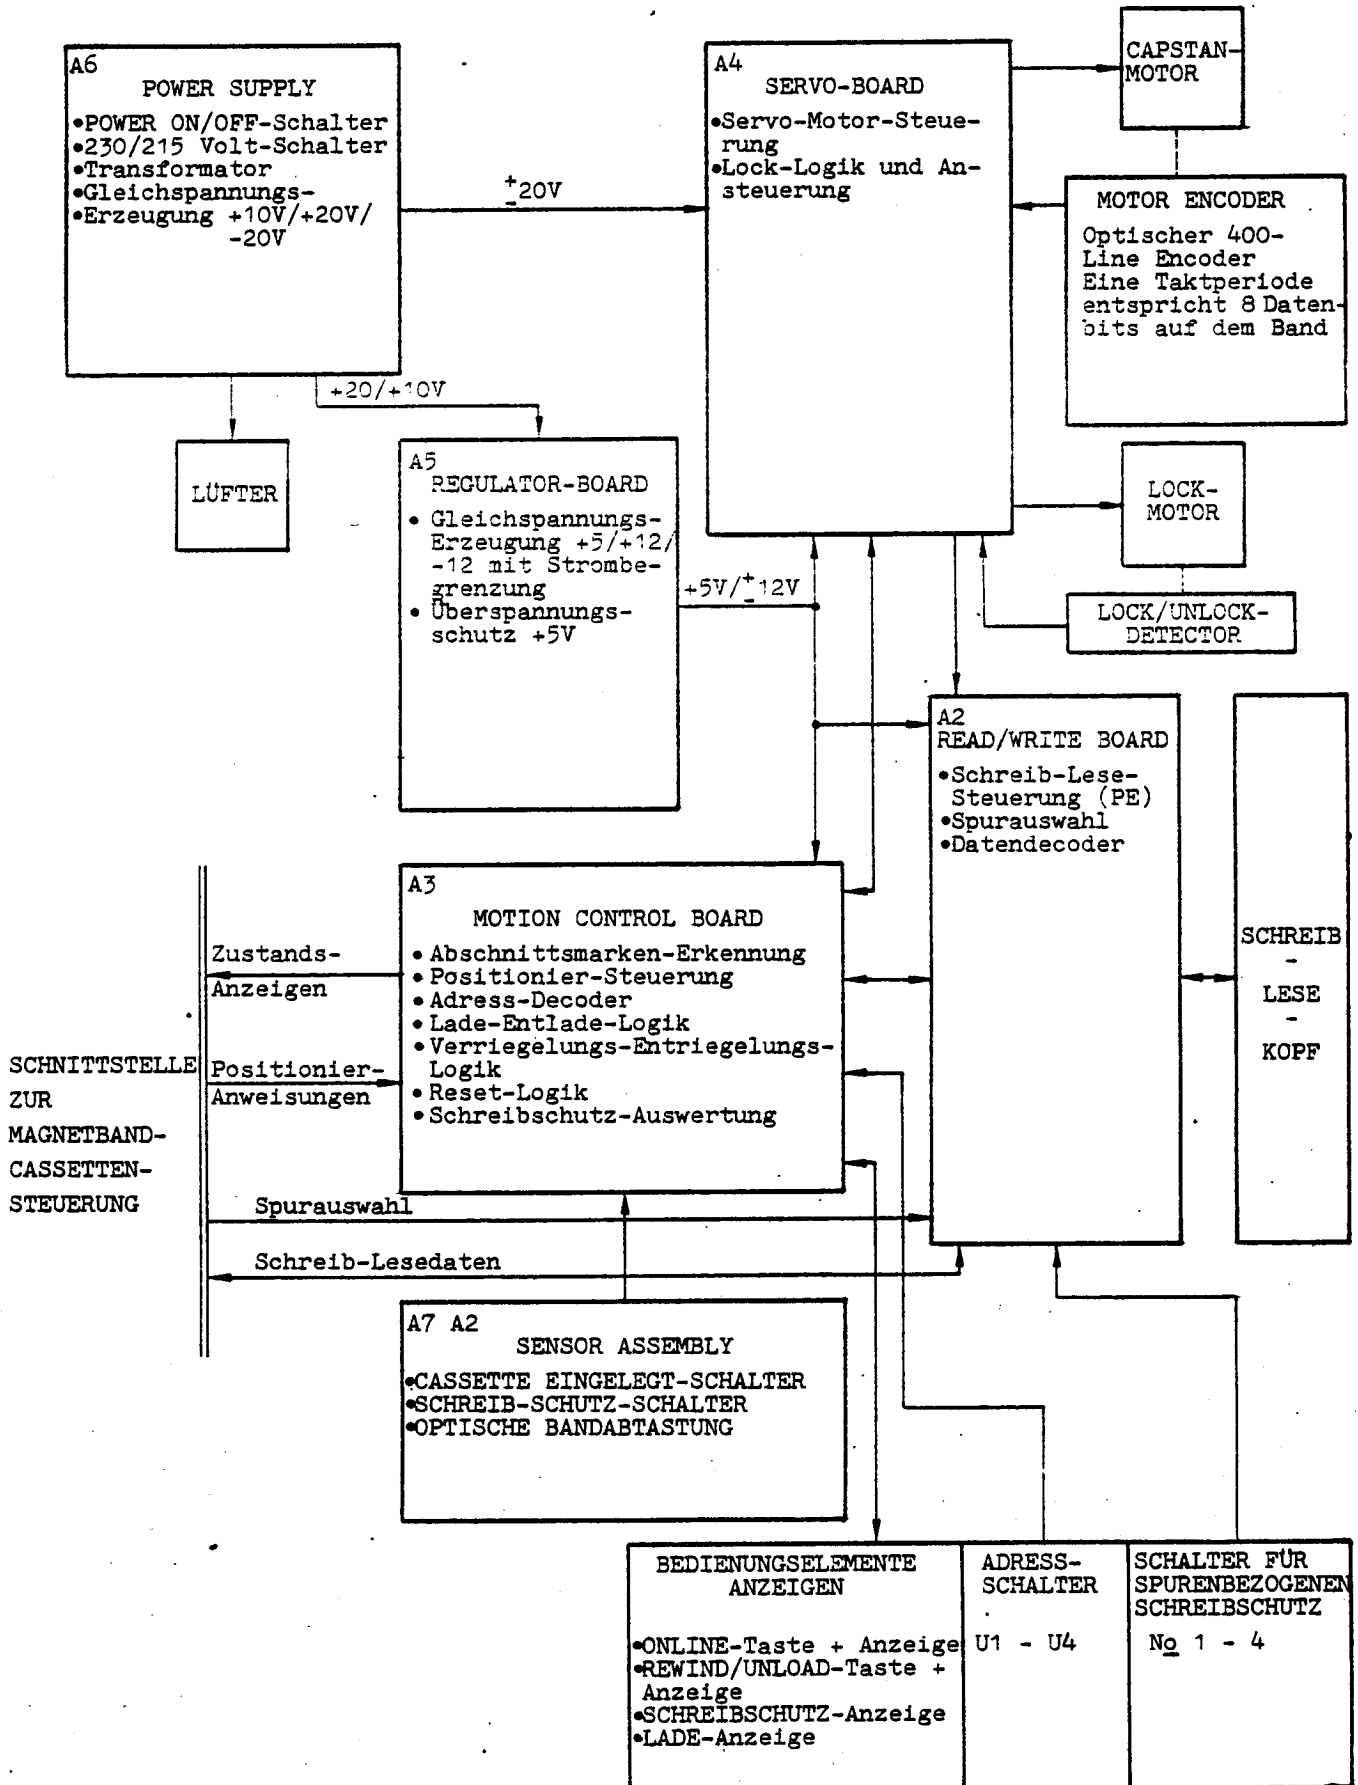 A6
POWER SUPPLY
•POWER ON/OFF-Schalter
•230/215 Volt-Schalter
•Transformator
•Gleichspannungs-
•Erzeugung +10V/+20V/
-20V
±20V
A4
SERVO-BOARD
•Servo-Motor-Steue-
rung
•Lock-Logik und An-
steuerung
CAPSTAN-
MOTOR
MOTOR ENCODER
Optischer 400-
Line Encoder
Eine Taktperiode
entspricht 8 Daten-
bits auf dem Band
+20/+10V
LÜFTER
A5
REGULATOR-BOARD
• Gleichspannungs-
Erzeugung +5/+12/
-12 mit Strombe-
grenzung
• Überspannungs-
schutz +5V
+5V/±12V
LOCK-
MOTOR
LOCK/UNLOCK-
DETECTOR
A2
READ/WRITE BOARD
•Schreib-Lese-
Steuerung (PE)
•Spurauswahl
•Datendecoder
SCHREIB
-
LESE
-
KOPF
A3
MOTION CONTROL BOARD
• Abschnittsmarken-Erkennung
• Positionier-Steuerung
• Adress-Decoder
• Lade-Entlade-Logik
• Verriegelungs-Entriegelungs-
Logik
• Reset-Logik
• Schreibschutz-Auswertung
Zustands-
Anzeigen
Positionier-
Anweisungen
SCHNITTSTELLE
ZUR
MAGNETBAND-
CASSETTEN-
STEUERUNG
Spurauswahl
Schreib-Lesedaten
A7 A2
SENSOR ASSEMBLY
•CASSETTE EINGELEGT-SCHALTER
•SCHREIB-SCHUTZ-SCHALTER
•OPTISCHE BANDABTASTUNG
BEDIENUNGSELEMENTE
ANZEIGEN
•ONLINE-Taste + Anzeige
•REWIND/UNLOAD-Taste +
Anzeige
•SCHREIBSCHUTZ-Anzeige
•LADE-Anzeige
ADRESS-
SCHALTER
U1 - U4
SCHALTER FÜR
SPURENBEZOGENEN
SCHREIBSCHUTZ
No 1 - 4